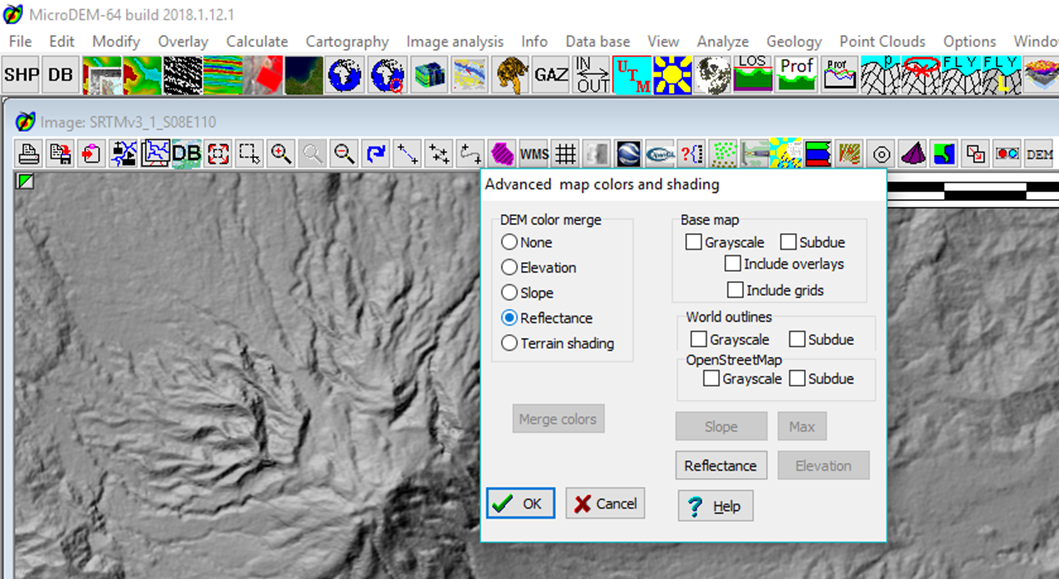 MicroDEM-64 build 2018.1.12.1
File Edit Modify Overlay Calculate Cartography Image analysis Info Data base View Analyze Geology Point Clouds Options Windo
SHP DB GAZ IN OUT UTM LOS Prof Prof P FLY FLY L
Image: SRTMv3_1_S08E110
DB WMS OpenGL ?{} DEM
Advanced map colors and shading
DEM color merge
None
Elevation
Slope
Reflectance
Terrain shading
Merge colors
OK Cancel
Base map
Grayscale Subdue
Include overlays
Include grids
World outlines
Grayscale Subdue
OpenStreetMap
Grayscale Subdue
Slope Max
Reflectance Elevation
? Help